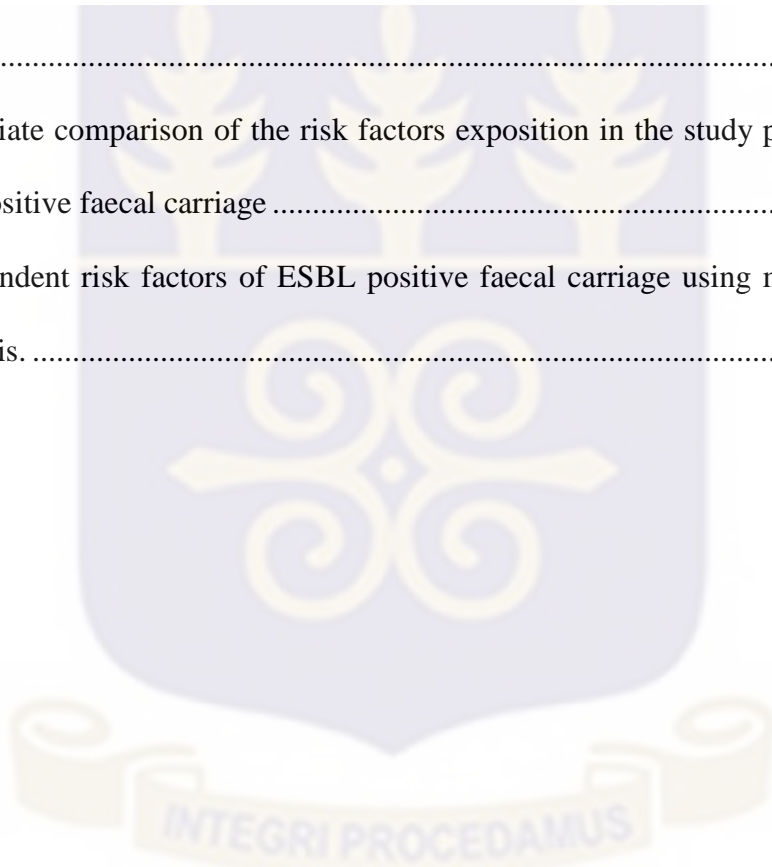 ...............................................................................................
iate comparison of the risk factors exposition in the study p
ositive faecal carriage ..............................................................
ndent risk factors of ESBL positive faecal carriage using m
is. ............................................................................................
INTEGRI PROCEDAMUS